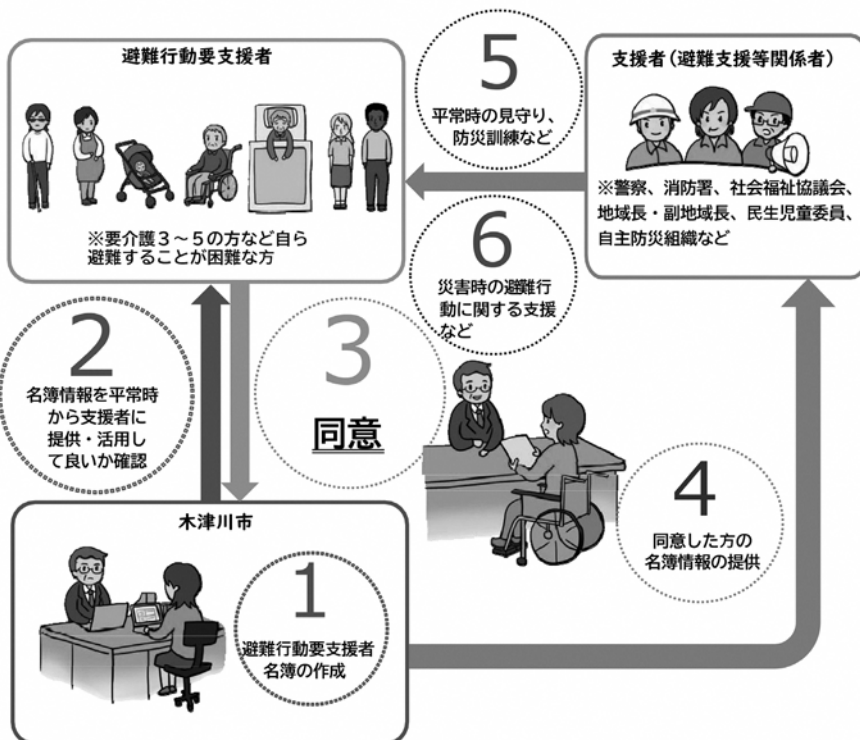 避難行動要支援者
※要介護3~5の方など自ら
避難することが困難な方
5
平常時の見守り、
防災訓練など
支援者(避難支援等関係者)
※警察、消防署、社会福祉協議会、
地域長・副地域長、民生児童委員、
自主防災組織など
6
災害時の避難行
動に関する支援
など
2
名簿情報を平常時
から支援者に
提供・活用し
て良いか確認
3
同意
4
同意した方の
名簿情報の提供
木津川市
1
避難行動要支援者
名簿の作成